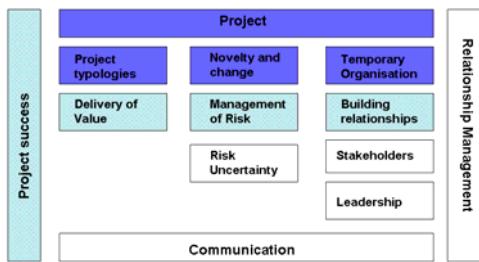 Project
Project success
Relationship Management
Project
typologies
Novelty and
change
Temporary
Organisation
Delivery of
Value
Management
of Risk
Building
relationships
Risk
Uncertainty
Stakeholders
Leadership
Communication